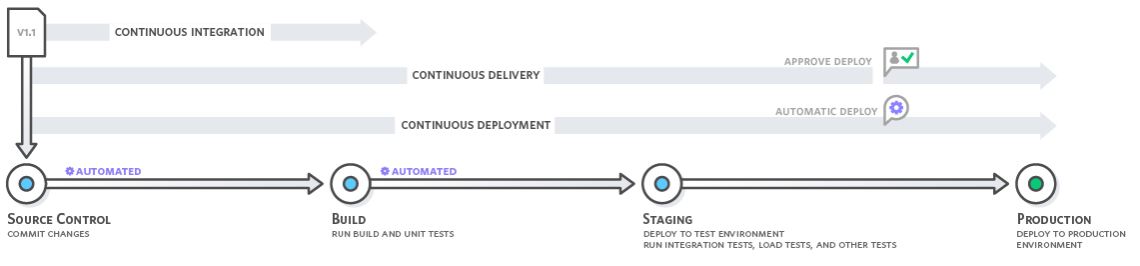 V1.1
CONTINUOUS INTEGRATION
APPROVE DEPLOY
CONTINUOUS DELIVERY
AUTOMATIC DEPLOY
CONTINUOUS DEPLOYMENT
AUTOMATED
AUTOMATED
SOURCE CONTROL
COMMIT CHANGES
BUILD
RUN BUILD AND UNIT TESTS
STAGING
DEPLOY TO TEST ENVIRONMENT
RUN INTEGRATION TESTS, LOAD TESTS, AND OTHER TESTS
PRODUCTION
DEPLOY TO PRODUCTION
ENVIRONMENT